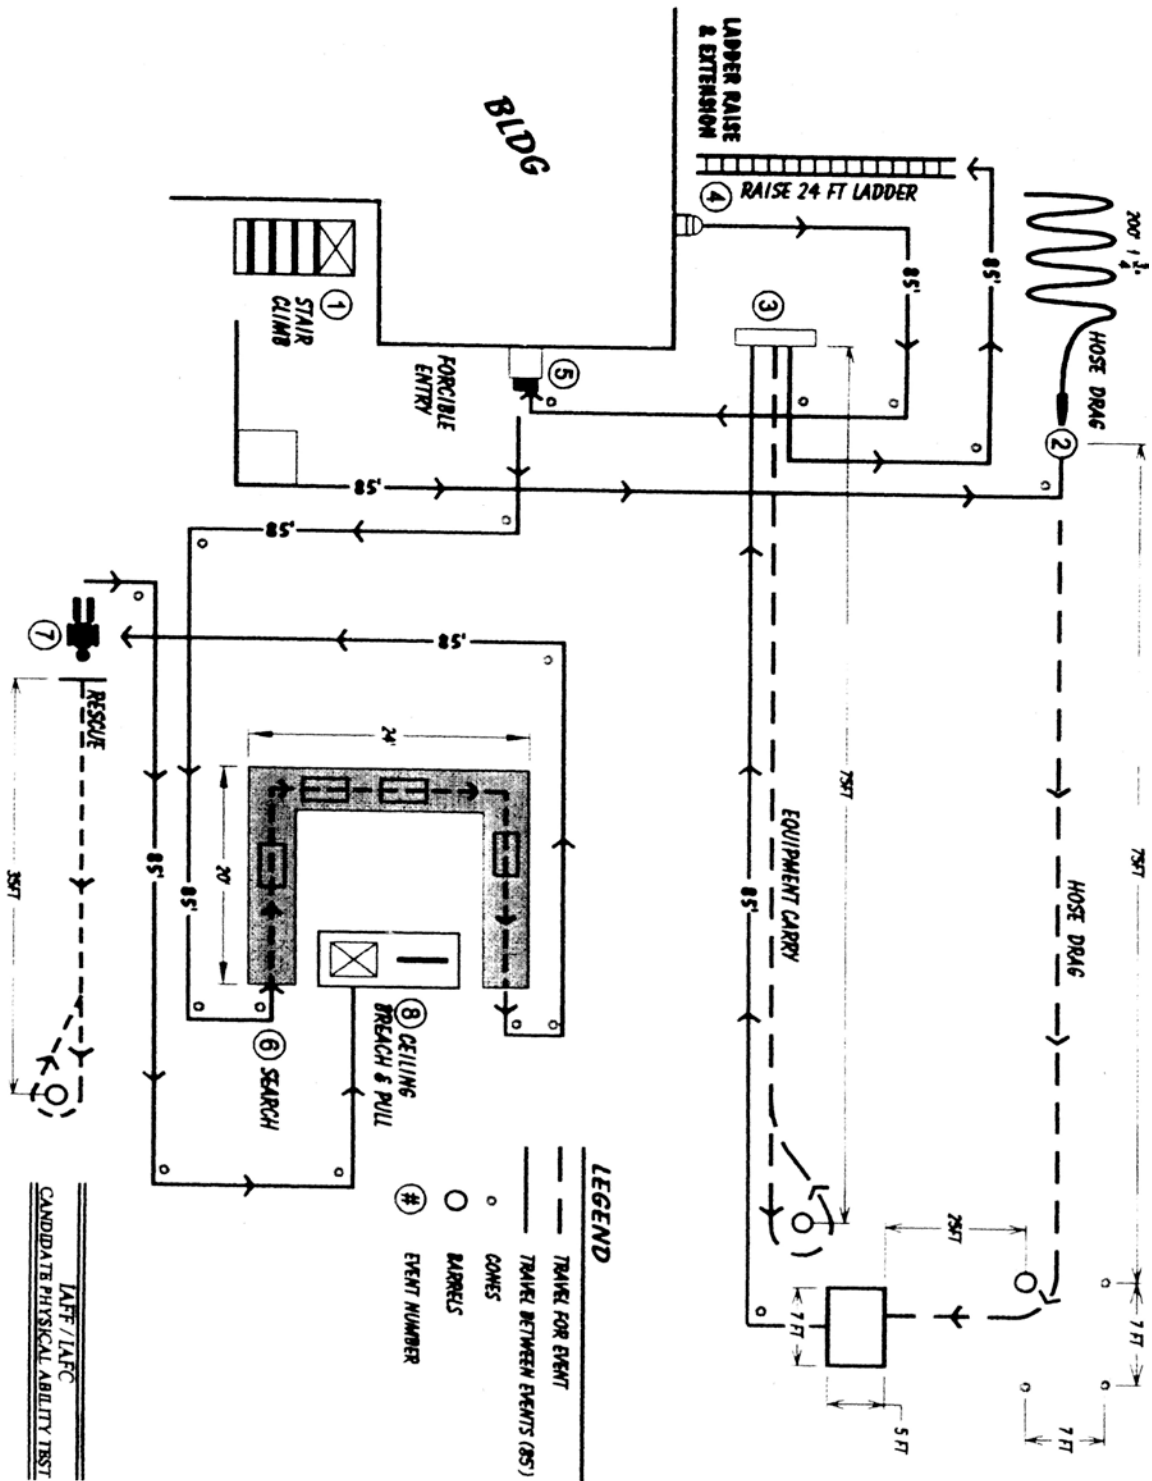 BLDG
LADDER RAISE
& EXTENSION
4
RAISE 24 FT LADDER
200' 1 3/4"
HOSE DRAG
2
85'
85'
3
1
STAIR
CLIMB
FORCIBLE
ENTRY
5
85'
85'
7
RESCUE
35FT
85'
24'
20'
85'
85'
8 CEILING
BREACH & PULL
6 SEARCH
75FT
EQUIPMENT CARRY
85'
75FT
HOSE DRAG
25FT
7 FT
7 FT
7 FT
5 FT
LEGEND
TRAVEL FOR EVENT
TRAVEL BETWEEN EVENTS (85')
CONES
BARRELS
# EVENT NUMBER
IAFF / IAFC
CANDIDATE PHYSICAL ABILITY TEST